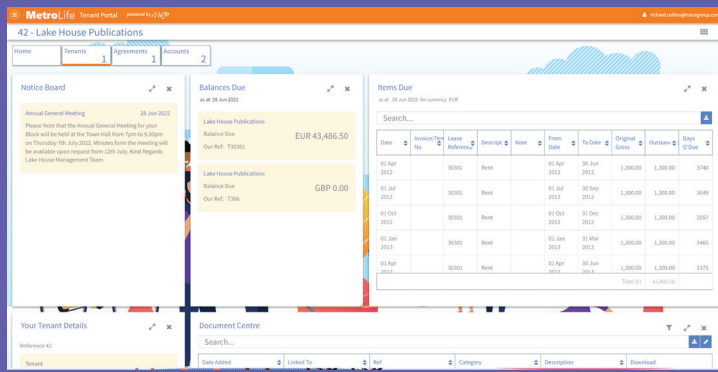 MetroLife Tenant Portal powered by
42 - Lake House Publications
Home
Tenants 1
Agreements 1
Accounts 2
Notice Board
Annual General Meeting 28 Jun 2022
Please Note that the Annual General Meeting for your
Block will be held at the Town Hall from 7pm to 9.30pm
on Thursday 7th July 2022. Minutes form the meeting will
be available upon request from 12th July. Kind Regards
Lake House Management Team
Balances Due
as at 28 Jun 2022
Lake House Publications
Balance Due EUR 43,486.50
Our Ref: T30301
Lake House Publications
Balance Due GBP 0.00
Our Ref: T366
Items Due
as at 28 Jun 2022 for currency EUR
Search...
Date Invoice/Den No. Lease Reference Descript Note From Date To Date Original Gross Outstand Days O'Due
01 Apr 2012 30301 Rent 01 Apr 2012 30 Jun 2012 1,300.00 1,300.00 3740
01 Jul 2012 30301 Rent 01 Jul 2012 30 Sep 2012 1,300.00 1,300.00 3649
01 Oct 2012 30301 Rent 01 Oct 2012 31 Dec 2012 1,300.00 1,300.00 3557
01 Jan 2013 30301 Rent 01 Jan 2013 31 Mar 2013 1,300.00 1,300.00 3465
01 Apr 2013 30301 Rent 01 Apr 2013 30 Jun 2013 1,300.00 1,300.00 3375
Total (£) 43,486.50
Your Tenant Details
Reference 42
Tenant
Document Centre
Search...
Date Added Linked To Ref Category Description Download